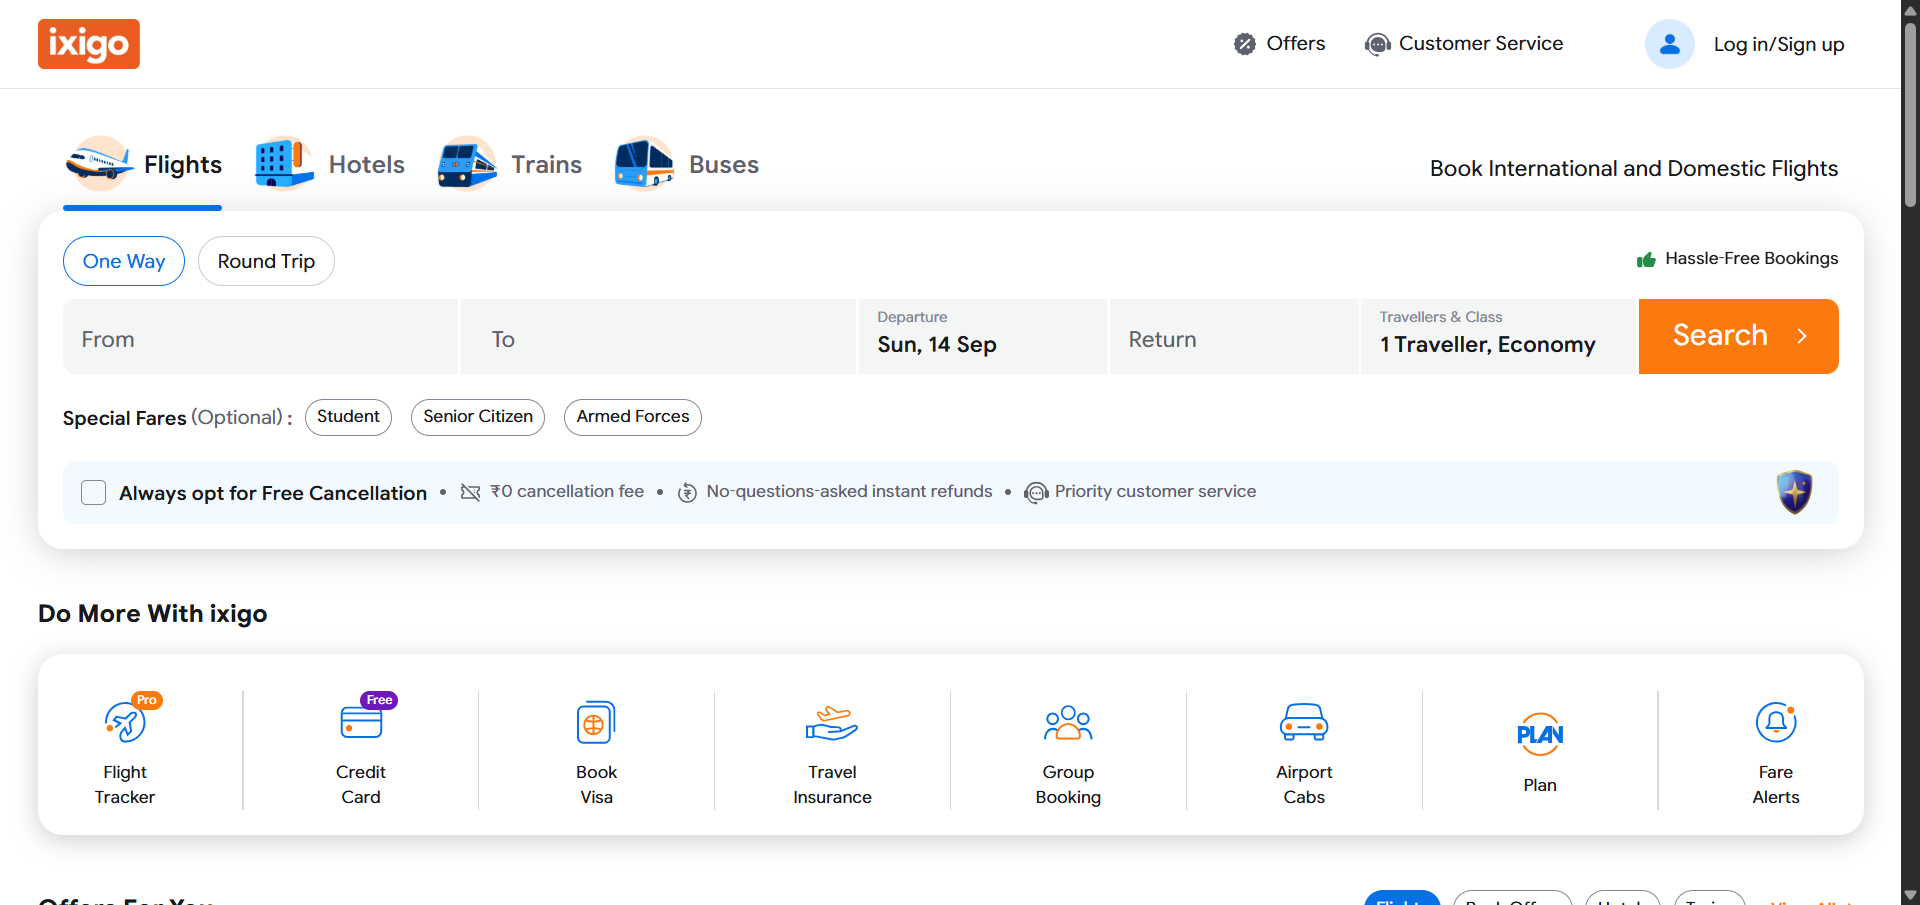 ixigo
Offers
Customer Service
Log in/Sign up
Flights
Hotels
Trains
Buses
Book International and Domestic Flights
One Way
Round Trip
Hassle-Free Bookings
From
To
Departure
Sun, 14 Sep
Return
Travellers & Class
1 Traveller, Economy
Search
Special Fares (Optional) :
Student
Senior Citizen
Armed Forces
Always opt for Free Cancellation • ₹0 cancellation fee • No-questions-asked instant refunds • Priority customer service
Do More With ixigo
Pro
Flight
Tracker
Free
Credit
Card
Book
Visa
Travel
Insurance
Group
Booking
Airport
Cabs
PLAN
Plan
Fare
Alerts
Offers For You